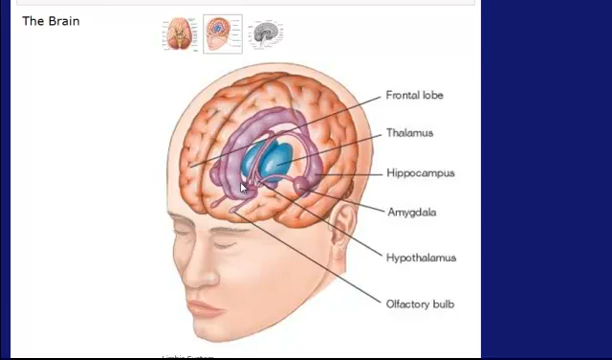 The Brain
Frontal lobe
Thalamus
Hippocampus
Amygdala
Hypothalamus
Olfactory bulb